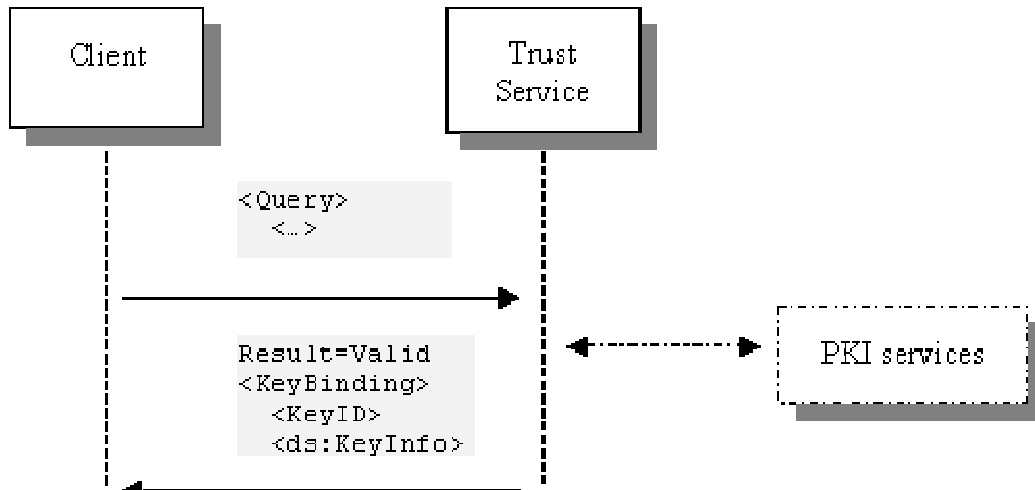 Client
Trust
Service
<Query>
<…>
Result=Valid
<KeyBinding>
<KeyID>
<ds:KeyInfo>
PKI services